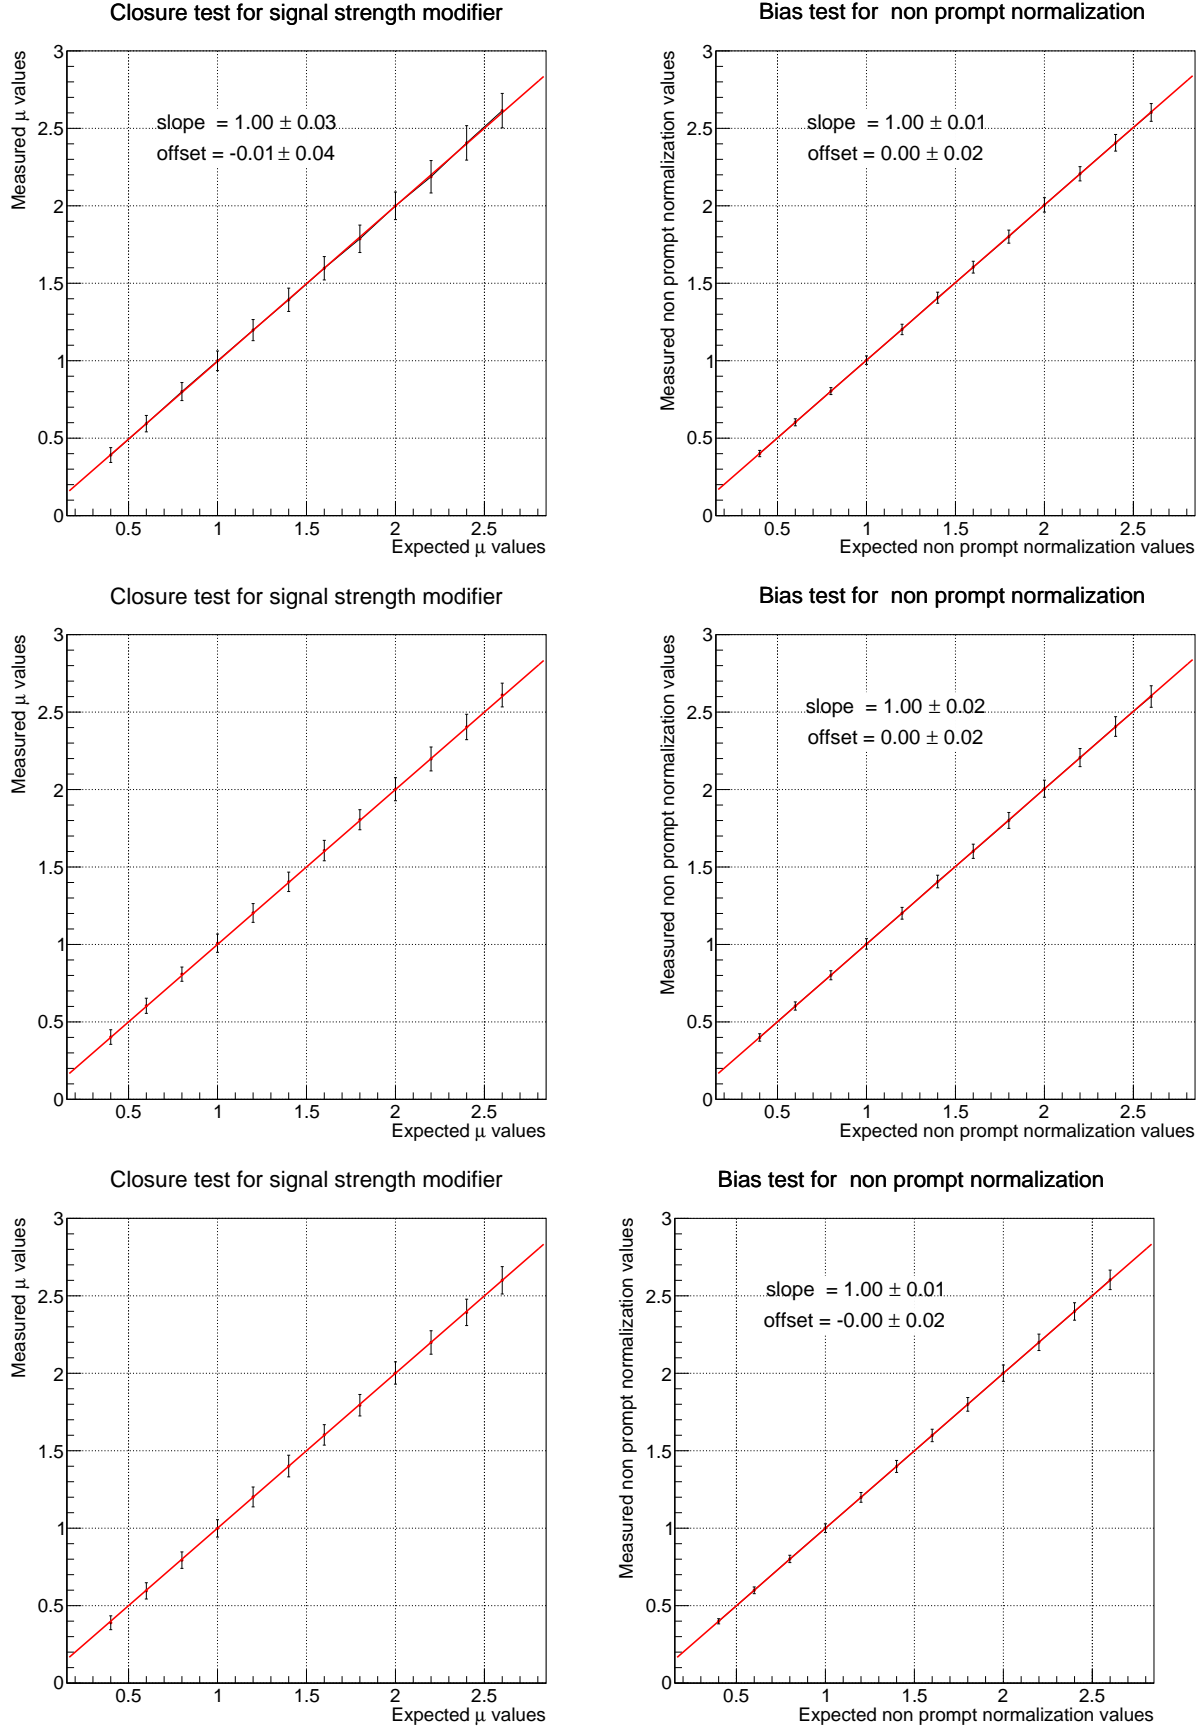 Closure test for signal strength modifier
Measured μ values
slope = 1.00 ± 0.03
offset = -0.01 ± 0.04
3
2.5
2
1.5
1
0.5
0
0.5 1 1.5 2 2.5
Expected μ values
Bias test for non prompt normalization
Measured non prompt normalization values
slope = 1.00 ± 0.01
offset = 0.00 ± 0.02
3
2.5
2
1.5
1
0.5
0
0.5 1 1.5 2 2.5
Expected non prompt normalization values
Closure test for signal strength modifier
Measured μ values
3
2.5
2
1.5
1
0.5
0
0.5 1 1.5 2 2.5
Expected μ values
Bias test for non prompt normalization
Measured non prompt normalization values
slope = 1.00 ± 0.02
offset = 0.00 ± 0.02
3
2.5
2
1.5
1
0.5
0
0.5 1 1.5 2 2.5
Expected non prompt normalization values
Closure test for signal strength modifier
Measured μ values
3
2.5
2
1.5
1
0.5
0
0.5 1 1.5 2 2.5
Expected μ values
Bias test for non prompt normalization
Measured non prompt normalization values
slope = 1.00 ± 0.01
offset = -0.00 ± 0.02
3
2.5
2
1.5
1
0.5
0
0.5 1 1.5 2 2.5
Expected non prompt normalization values